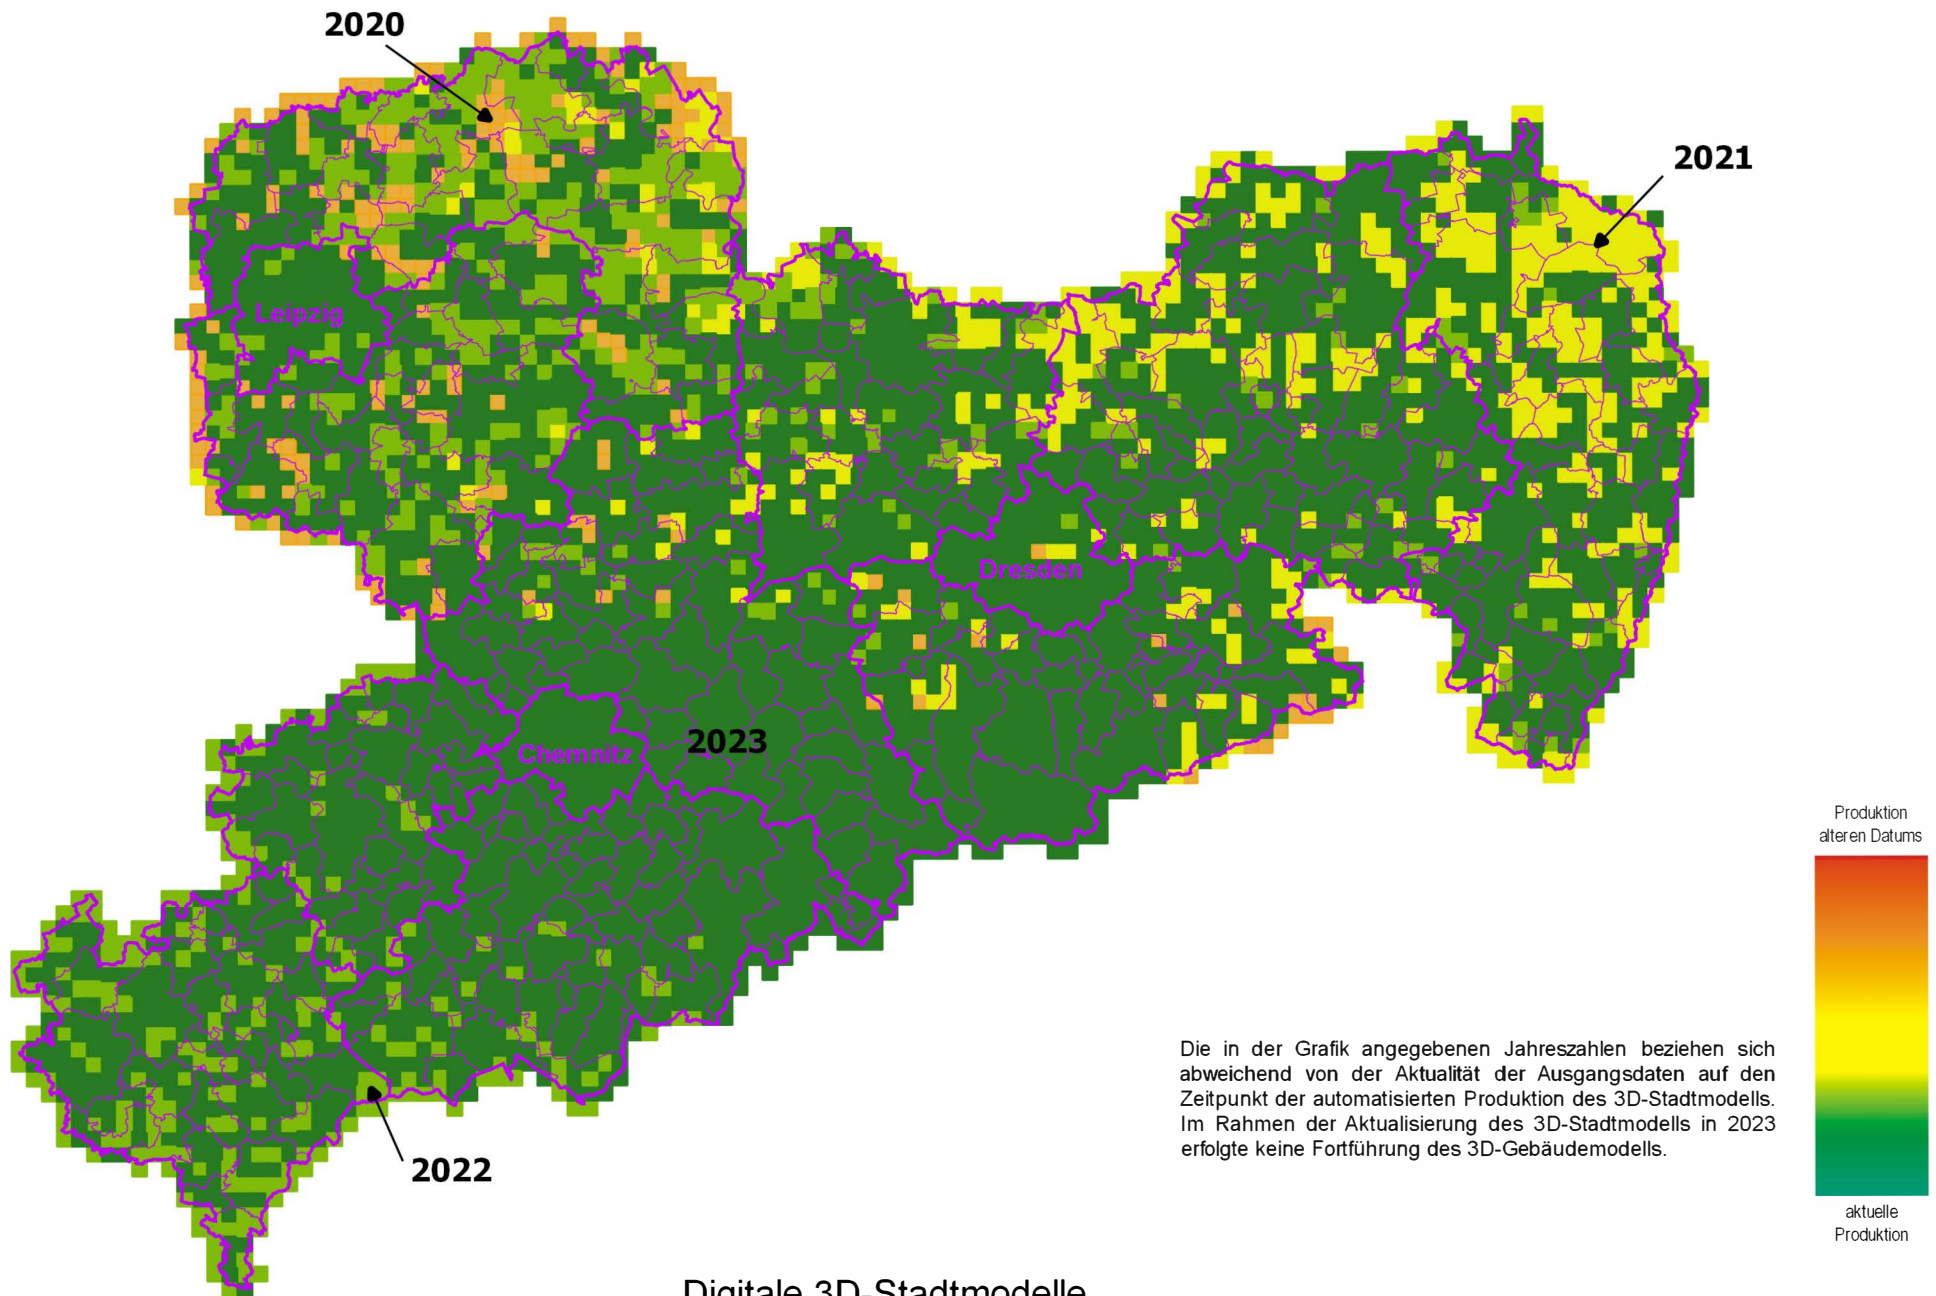 2020
2021
Leipzig
Dresden
2023
Chemnitz
Produktion
alteren Datums
Die in der Grafik angegebenen Jahreszahlen beziehen sich
abweichend von der Aktualität der Ausgangsdaten auf den
Zeitpunkt der automatisierten Produktion des 3D-Stadtmodells.
Im Rahmen der Aktualisierung des 3D-Stadtmodells in 2023
erfolgte keine Fortführung des 3D-Gebäudemodells.
2022
aktuelle
Produktion
Digitale 3D-Stadtmodelle